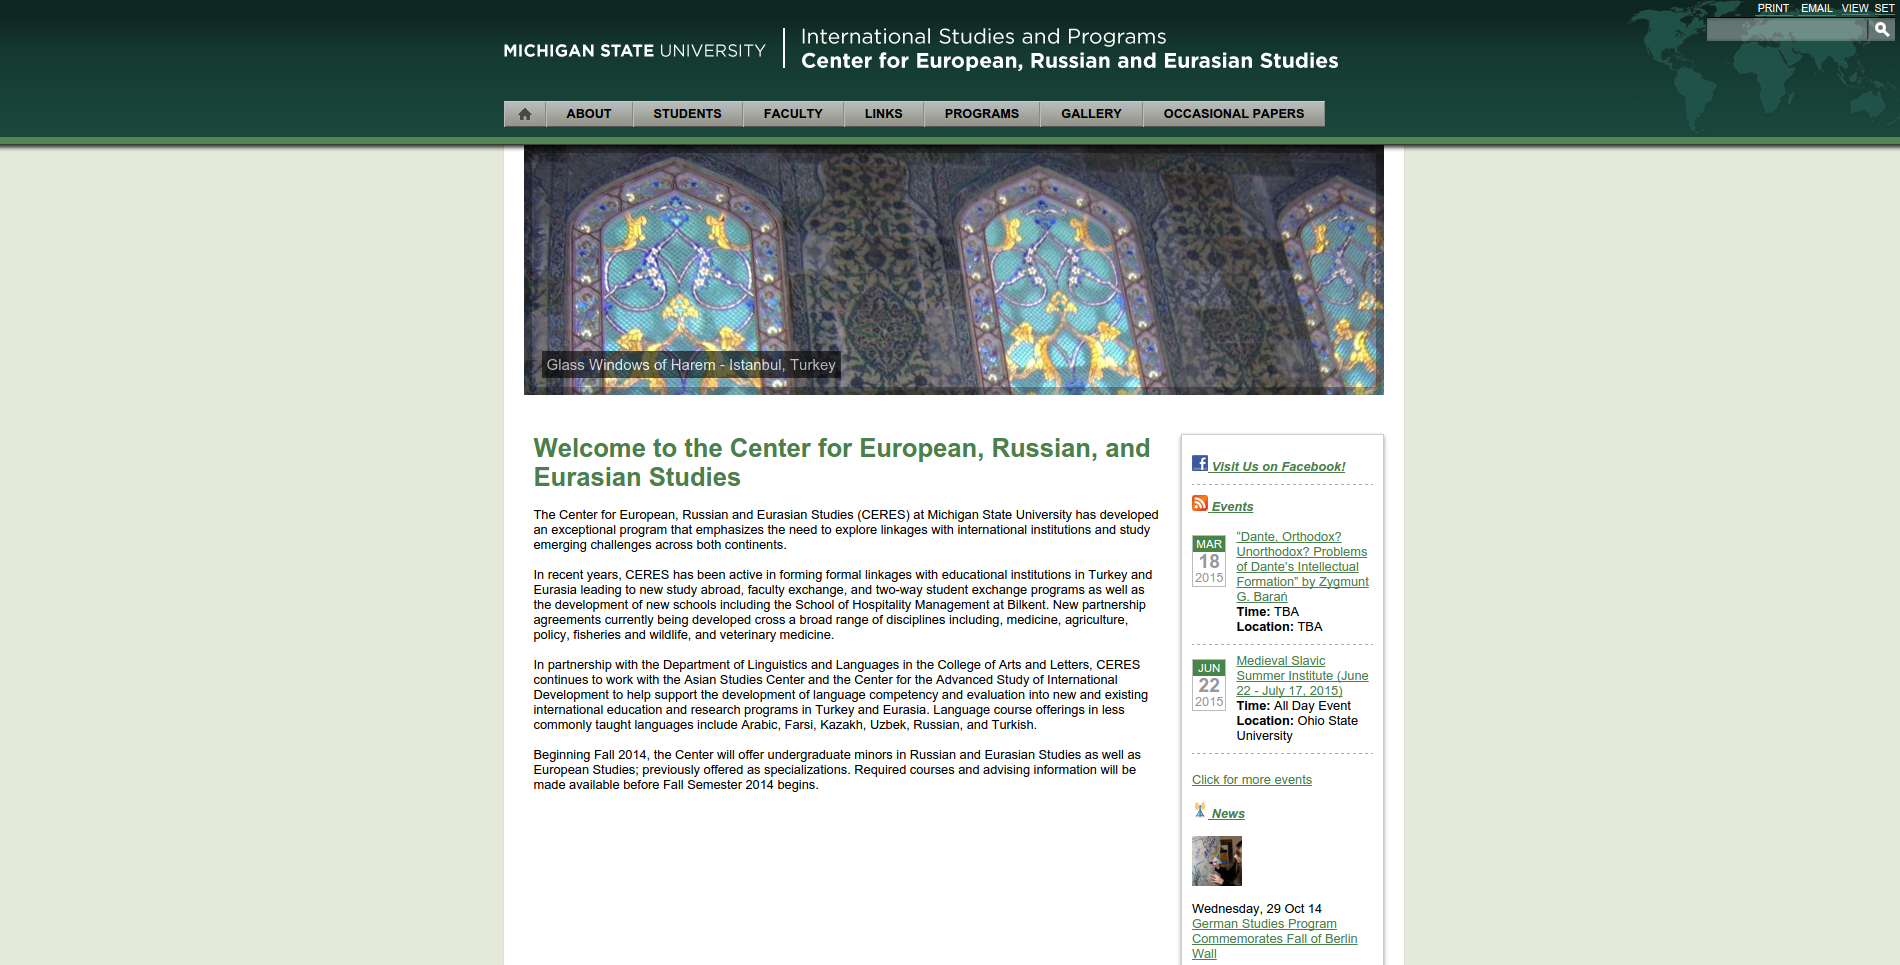 PRINT EMAIL VIEW SET
MICHIGAN STATE UNIVERSITY
International Studies and Programs
Center for European, Russian and Eurasian Studies
ABOUT STUDENTS FACULTY LINKS PROGRAMS GALLERY OCCASIONAL PAPERS
Glass Windows of Harem - Istanbul, Turkey
Welcome to the Center for European, Russian, and
Eurasian Studies
The Center for European, Russian and Eurasian Studies (CERES) at Michigan State University has developed
an exceptional program that emphasizes the need to explore linkages with international institutions and study
emerging challenges across both continents.
In recent years, CERES has been active in forming formal linkages with educational institutions in Turkey and
Eurasia leading to new study abroad, faculty exchange, and two-way student exchange programs as well as
the development of new schools including the School of Hospitality Management at Bilkent. New partnership
agreements currently being developed cross a broad range of disciplines including, medicine, agriculture,
policy, fisheries and wildlife, and veterinary medicine.
In partnership with the Department of Linguistics and Languages in the College of Arts and Letters, CERES
continues to work with the Asian Studies Center and the Center for the Advanced Study of International
Development to help support the development of language competency and evaluation into new and existing
international education and research programs in Turkey and Eurasia. Language course offerings in less
commonly taught languages include Arabic, Farsi, Kazakh, Uzbek, Russian, and Turkish.
Beginning Fall 2014, the Center will offer undergraduate minors in Russian and Eurasian Studies as well as
European Studies; previously offered as specializations. Required courses and advising information will be
made available before Fall Semester 2014 begins.
Visit Us on Facebook!
Events
MAR
18
2015
“Dante, Orthodox?
Unorthodox? Problems
of Dante’s Intellectual
Formation” by Zygmunt
G. Barań
Time: TBA
Location: TBA
JUN
22
2015
Medieval Slavic
Summer Institute (June
22 - July 17, 2015)
Time: All Day Event
Location: Ohio State
University
Click for more events
News
Wednesday, 29 Oct 14
German Studies Program
Commemorates Fall of Berlin
Wall